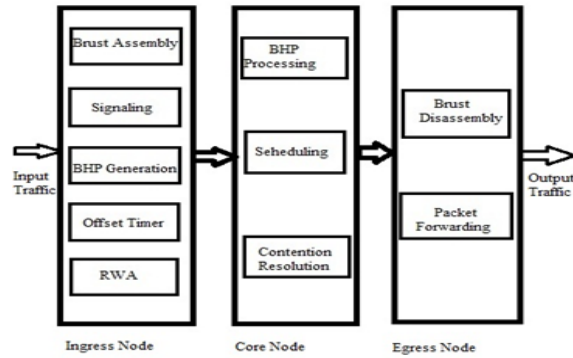 Brust Assembly
Signaling
BHP Generation
Offset Timer
RWA
Input
Traffic
Ingress Node
BHP
Processing
Seheduling
Contention
Resolution
Core Node
Brust
Disassembly
Packet
Forwarding
Egress Node
Output
Traffic